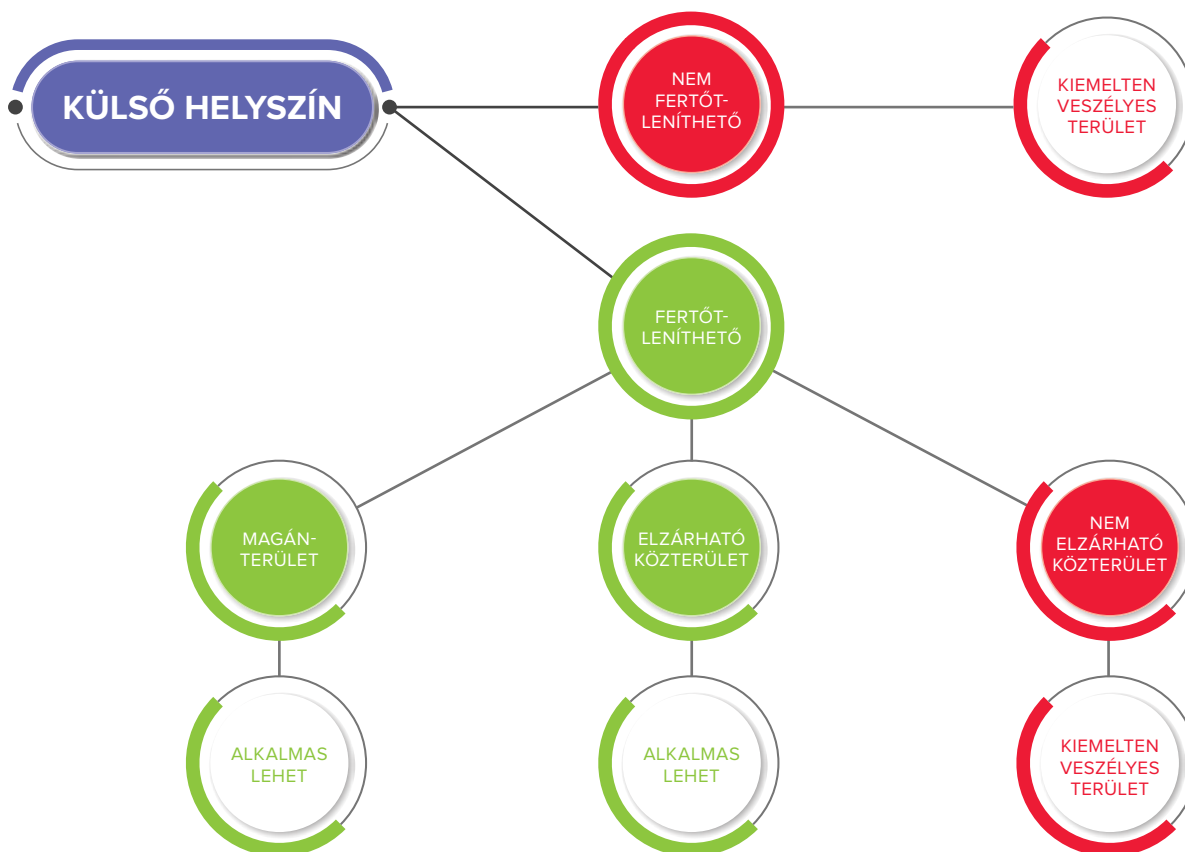 KÜLSŐ HELYSZÍN
NEM
FERTŐT-
LENÍTHETŐ
KIEMELTEN
VESZÉLYES
TERÜLET
FERTŐT-
LENÍTHETŐ
MAGÁN-
TERÜLET
ELZÁRHATÓ
KÖZTERÜLET
NEM
ELZÁRHATÓ
KÖZTERÜLET
ALKALMAS
LEHET
ALKALMAS
LEHET
KIEMELTEN
VESZÉLYES
TERÜLET